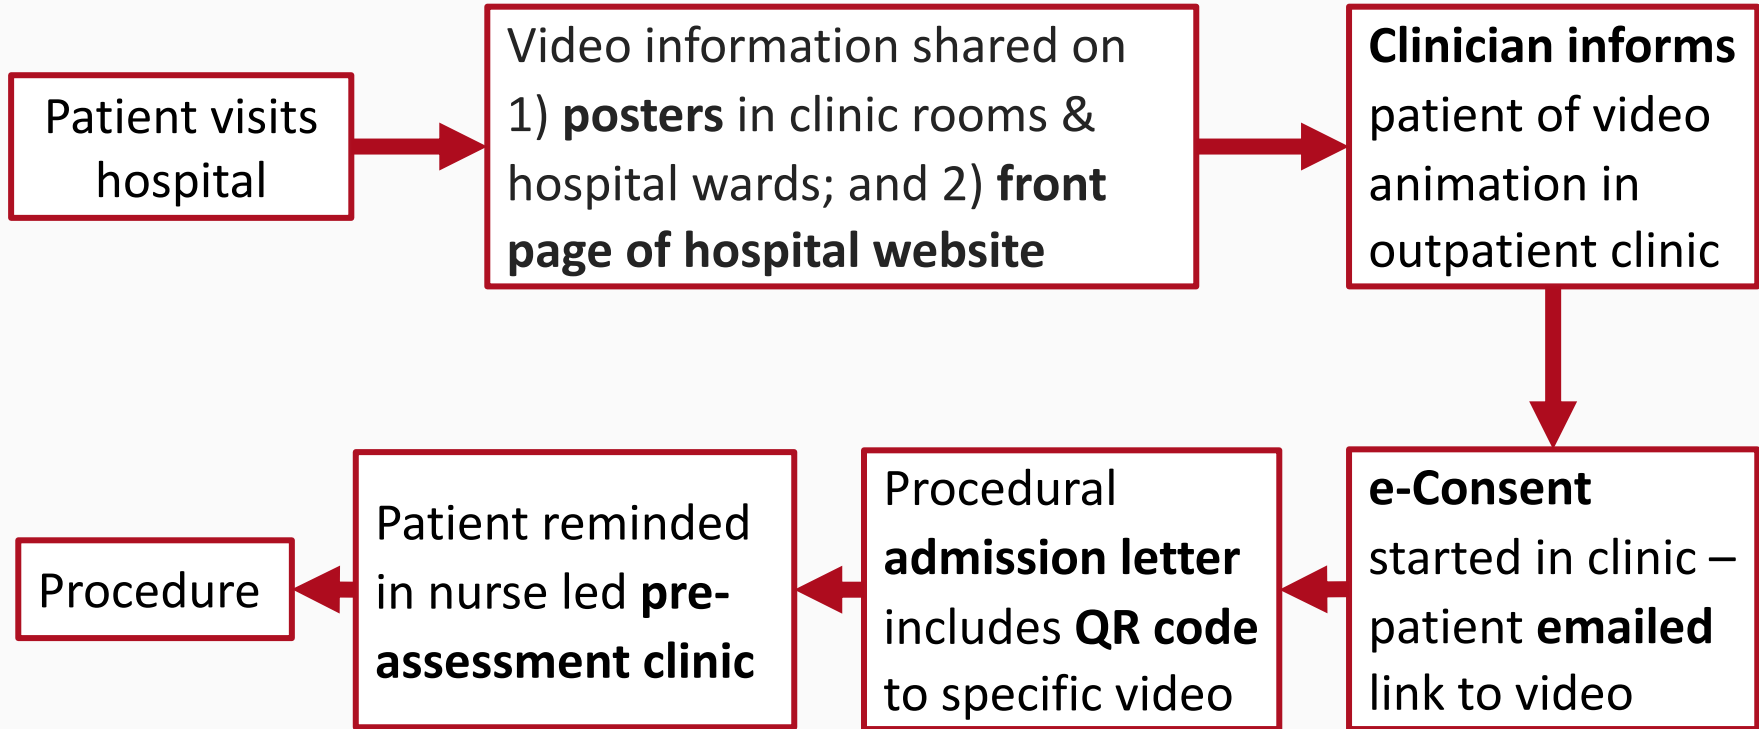 Patient visits
hospital
Video information shared on
1) posters in clinic rooms &
hospital wards; and 2) front
page of hospital website
Clinician informs
patient of video
animation in
outpatient clinic
e-Consent
started in clinic –
patient emailed
link to video
Procedural
admission letter
includes QR code
to specific video
Patient reminded
in nurse led pre-
assessment clinic
Procedure